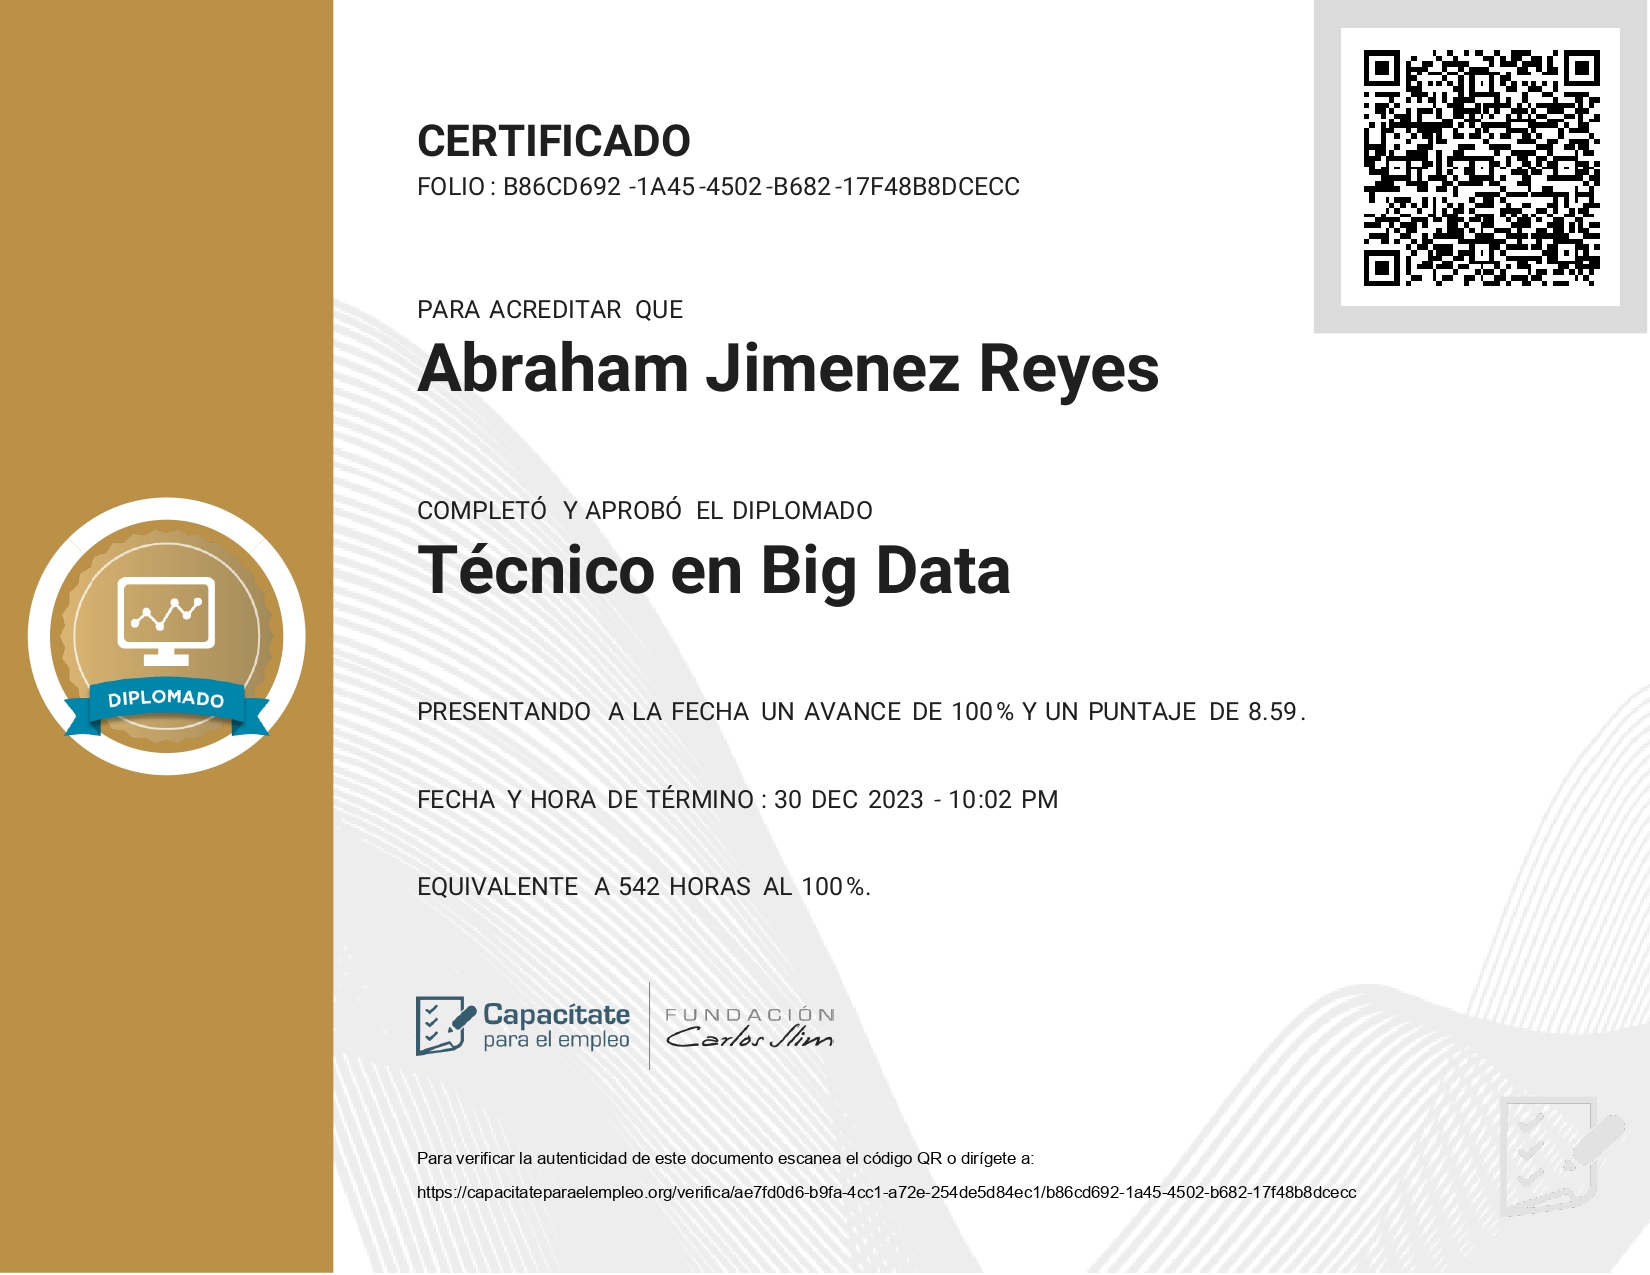 CERTIFICADO
FOLIO : B86CD692 -1A45 -4502 -B682 -17F48B8DCECC
PARA ACREDITAR QUE
Abraham Jimenez Reyes
COMPLETÓ Y APROBÓ EL DIPLOMADO
Técnico en Big Data
DIPLOMADO
PRESENTANDO A LA FECHA UN AVANCE DE 100 % Y UN PUNTAJE DE 8.59 .
FECHA Y HORA DE TÉRMINO : 30 DEC 2023 - 10:02 PM
EQUIVALENTE A 542 HORAS AL 100 %.
Capacítate para el empleo
FUNDACIÓN Carlos Slim
Para verificar la autenticidad de este documento escanea el código QR o dirígete a:
https://capacitateparaelempleo.org/verifica/ae7fd0d6-b9fa-4cc1-a72e-254de5d84ec1/b86cd692-1a45-4502-b682-17f48b8dcecc